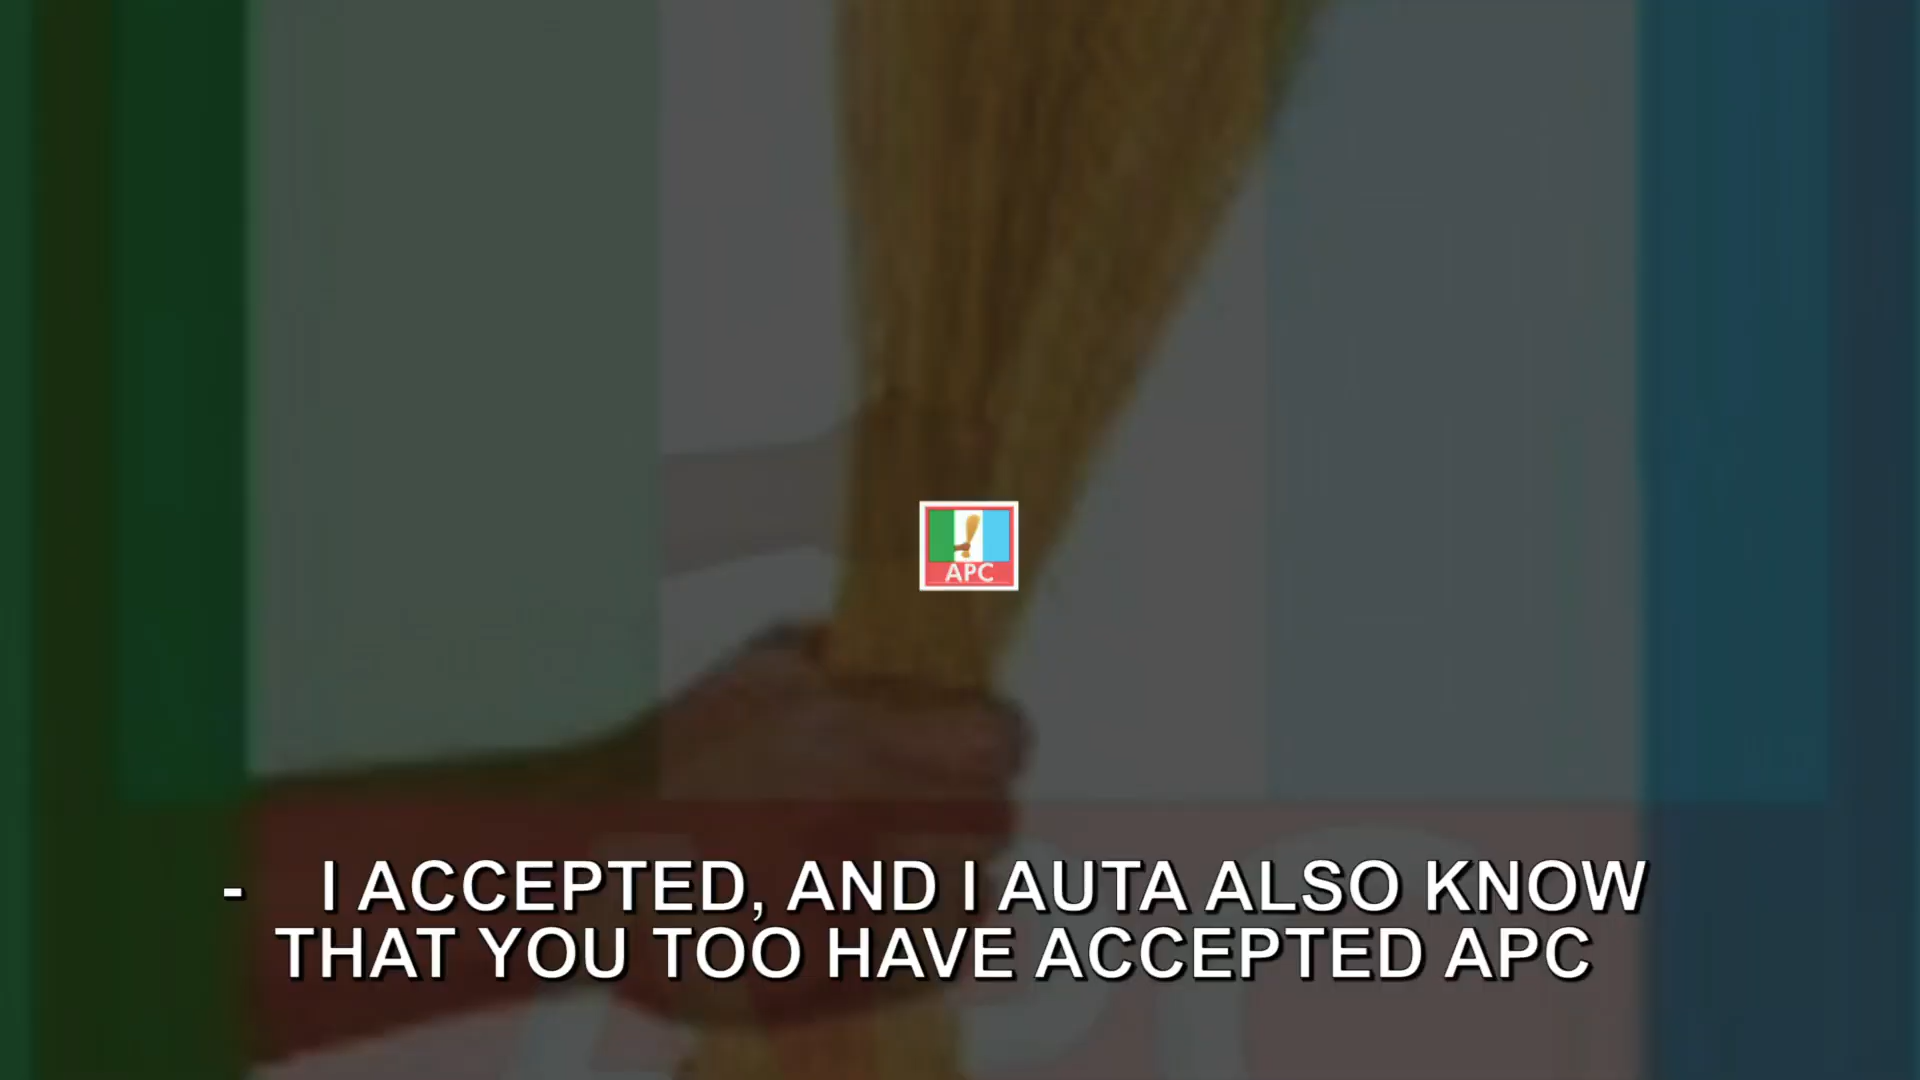 APC
- I ACCEPTED, AND I AUTA ALSO KNOW
THAT YOU TOO HAVE ACCEPTED APC